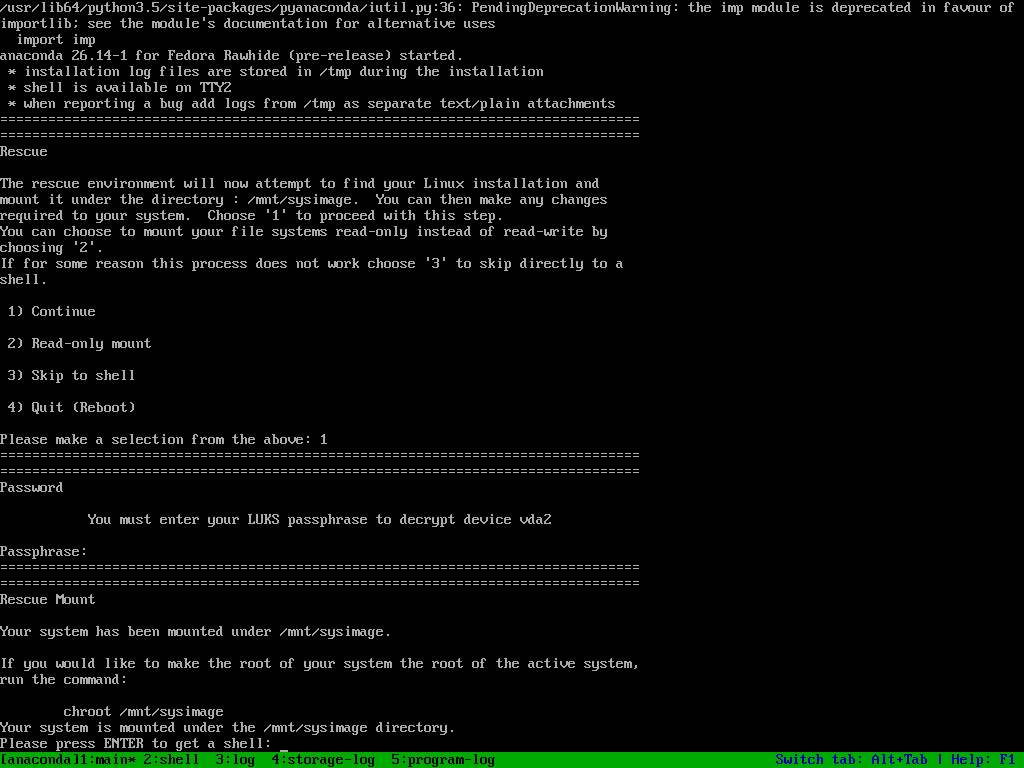 /usr/lib64/python3.5/site-packages/pyanaconda/iutil.py:36: PendingDeprecationWarning: the imp module is deprecated in favour of
importlib; see the module's documentation for alternative uses
  import imp
anaconda 26.14-1 for Fedora Rawhide (pre-release) started.
 * installation log files are stored in /tmp during the installation
 * shell is available on TTY2
 * when reporting a bug add logs from /tmp as separate text/plain attachments
================================================================================
================================================================================
Rescue

The rescue environment will now attempt to find your Linux installation and
mount it under the directory : /mnt/sysimage.  You can then make any changes
required to your system.  Choose '1' to proceed with this step.
You can choose to mount your file systems read-only instead of read-write by
choosing '2'.
If for some reason this process does not work choose '3' to skip directly to a
shell.

 1) Continue

 2) Read-only mount

 3) Skip to shell

 4) Quit (Reboot)

Please make a selection from the above: 1
================================================================================
================================================================================
Password

           You must enter your LUKS passphrase to decrypt device vda2

Passphrase:
================================================================================
================================================================================
Rescue Mount

Your system has been mounted under /mnt/sysimage.

If you would like to make the root of your system the root of the active system,
run the command:

        chroot /mnt/sysimage
Your system is mounted under the /mnt/sysimage directory.
Please press ENTER to get a shell: _
[anaconda]1:main* 2:shell  3:log  4:storage-log  5:program-log                                   Switch tab: Alt+Tab | Help: F1